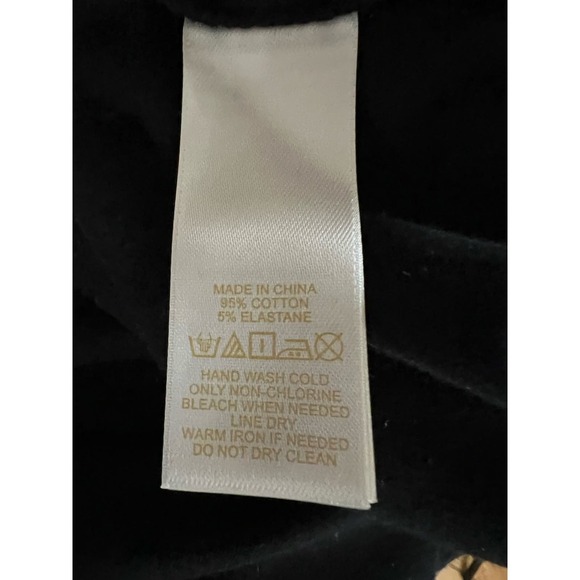 MADE IN CHINA
95% COTTON
5% ELASTANE
HAND WASH COLD
ONLY NON-CHLORINE
BLEACH WHEN NEEDED
LINE DRY
WARM IRON IF NEEDED
DO NOT DRY CLEAN